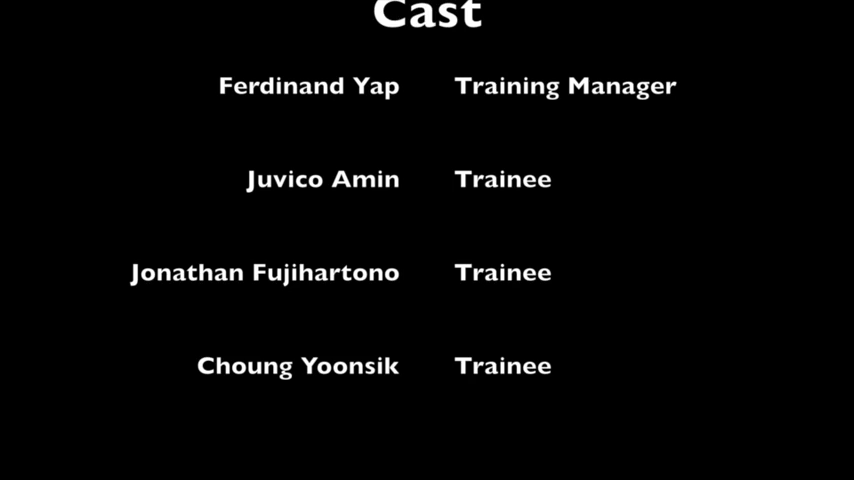 Cast
Ferdinand Yap Training Manager
Juvico Amin Trainee
Jonathan Fujihartono Trainee
Choung Yoonsik Trainee